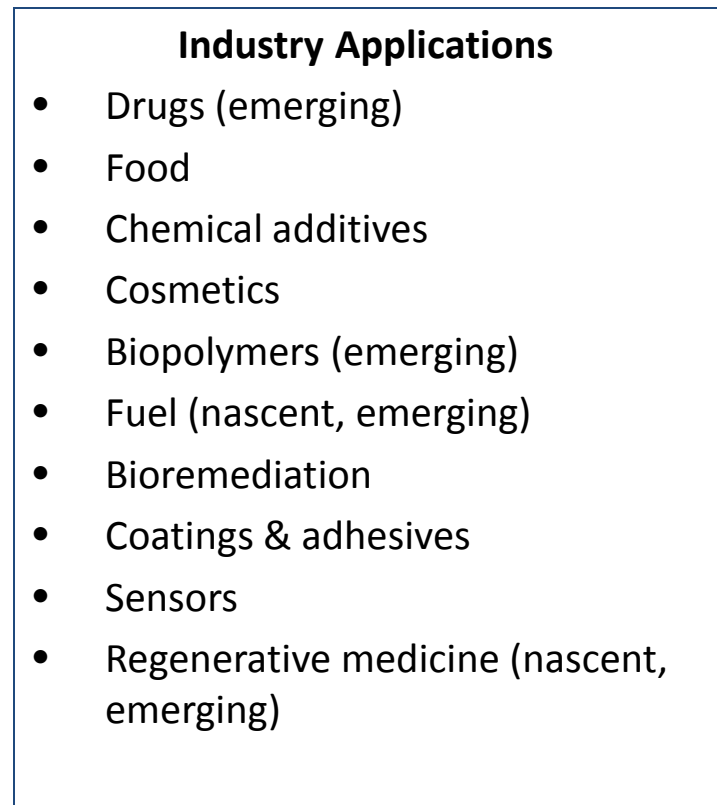 Industry Applications
• Drugs (emerging)
• Food
• Chemical additives
• Cosmetics
• Biopolymers (emerging)
• Fuel (nascent, emerging)
• Bioremediation
• Coatings & adhesives
• Sensors
• Regenerative medicine (nascent,
emerging)